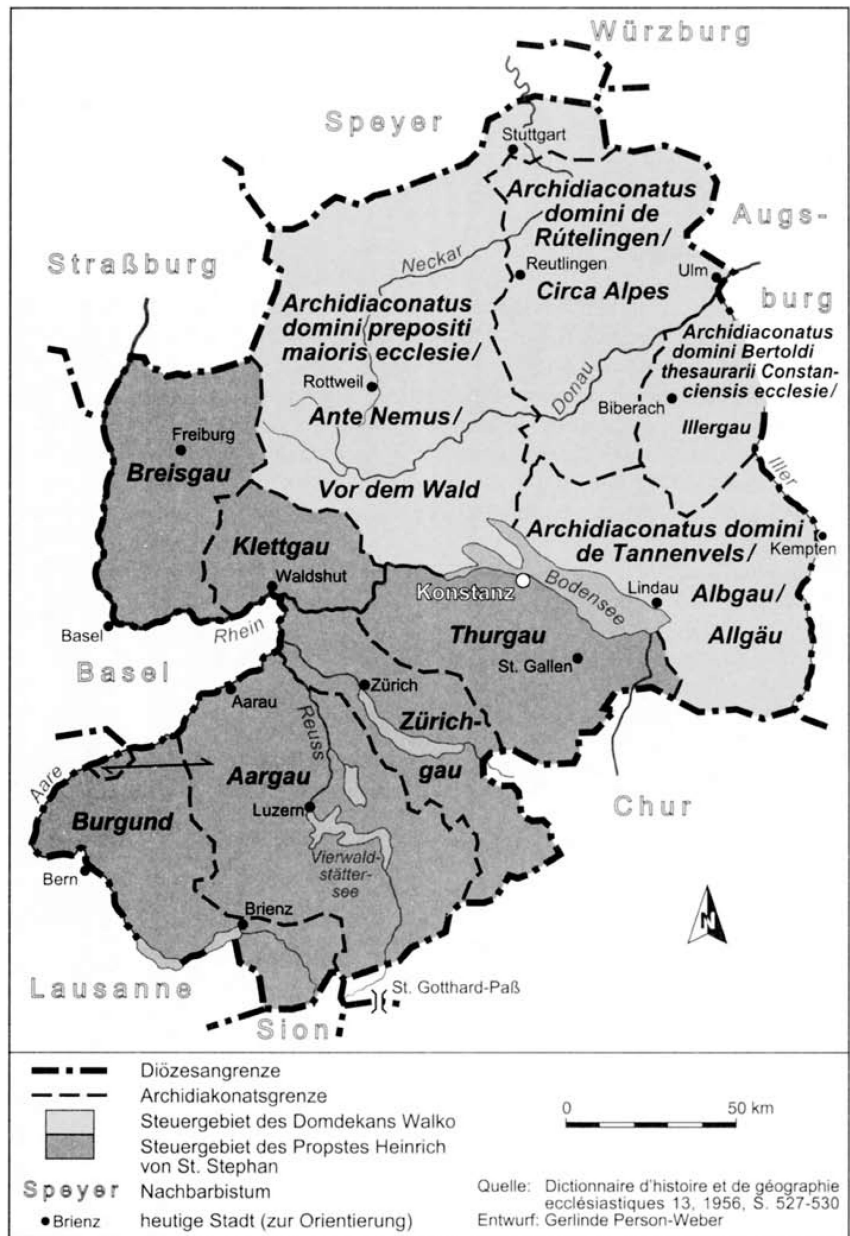 Würzburg
Speyer
Stuttgart
Archidiaconatus
domini de
Rútelingen/
Augs-
Straßburg
Neckar
Reutlingen
Ulm
Circa Alpes
burg
Archidiaconatus
domini prepositi
maioris ecclesie/
Archidiaconatus
domini Bertoldi
thesaurarii Constan-
ciensis ecclesie/
Rottweil
Donau
Biberach
Ante Nemus/
Illergau
Freiburg
Breisgau
Iller
Vor dem Wald
Klettgau
Archidiaconatus domini
de Tannenvels/
Kempten
Waldshut
Konstanz
Bodensee
Lindau
Albgau/
Allgäu
Basel
Rhein
Thurgau
St. Gallen
Basel
Zürich
Aarau
Reuss
Zürich-
gau
Aare
Aargau
Luzern
Chur
Burgund
Vierwald-
stätter-
see
Bern
Brienz
N
Lausanne
St. Gotthard-Paß
Sion
Diözesangrenze
Archidiakonatsgrenze
Steuergebiet des Domdekans Walko
Steuergebiet des Propstes Heinrich
von St. Stephan
Speyer Nachbarbistum
Brienz heutige Stadt (zur Orientierung)
0 50 km
Quelle: Dictionnaire d'histoire et de géographie
ecclésiastiques 13, 1956, S. 527-530
Entwurf: Gerlinde Person-Weber